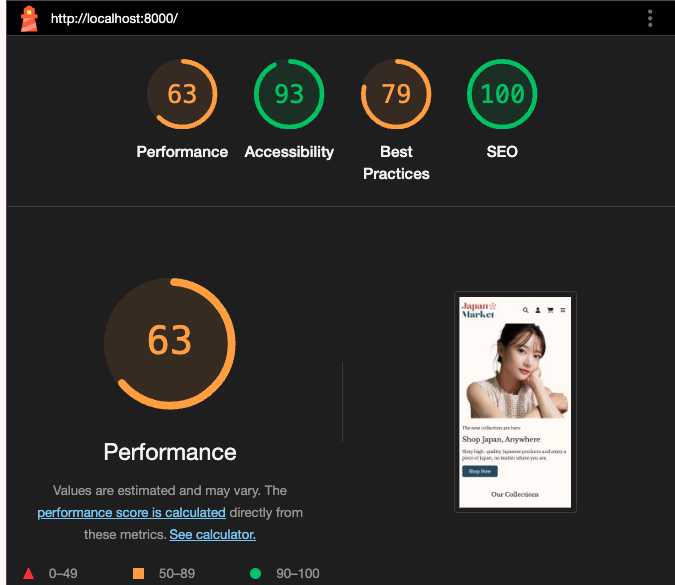 http://localhost:8000/
63
93
79
100
Performance
Accessibility
Best
Practices
SEO
63
Performance
Values are estimated and may vary. The
performance score is calculated directly from
these metrics. See calculator.
0–49
50–89
90–100
Japan
Market
The new collection are here
Shop Japan, Anywhere
Shop high-quality Japanese products and enjoy a
piece of Japan, no matter where you are.
Shop Now
Our Collections